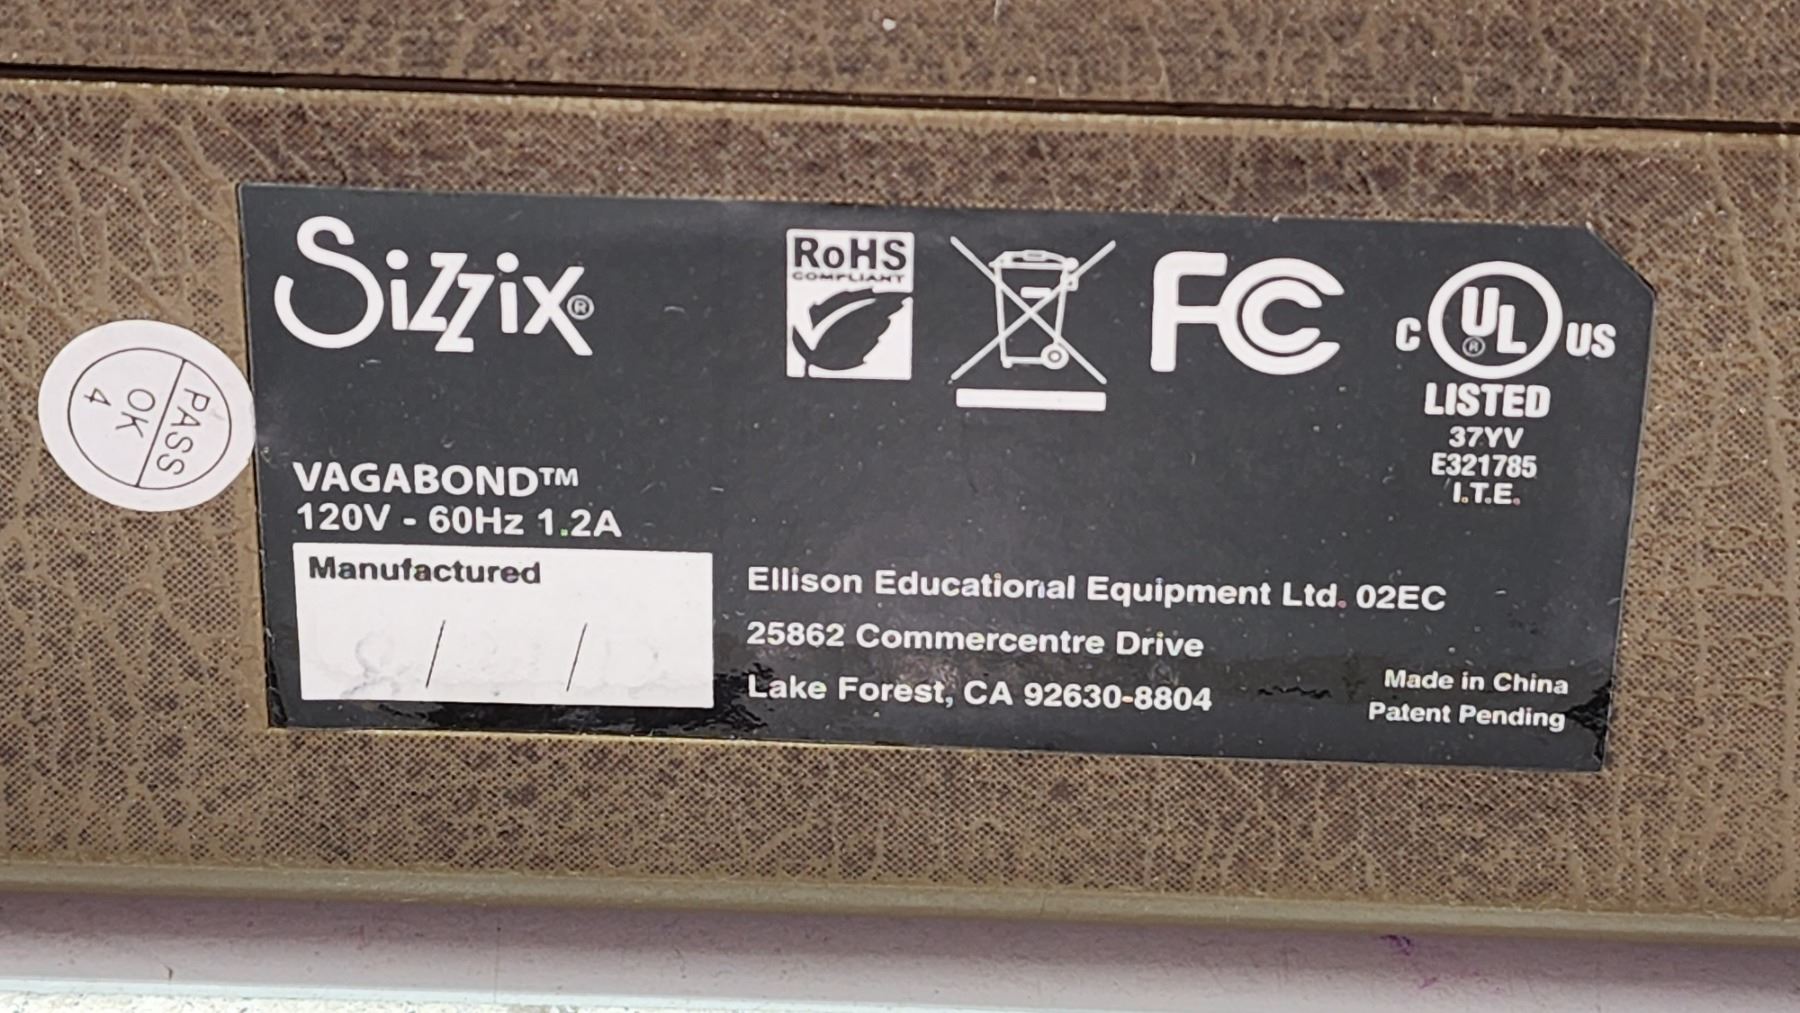 Sizzix®
RoHS
COMPLIANT
FC
C UL® US
LISTED
37YV
E321785
I.T.E.
PASS
OK
4
VAGABOND™
120V - 60Hz 1.2A
Manufactured
/ /
Ellison Educational Equipment Ltd. 02EC
25862 Commercentre Drive
Lake Forest, CA 92630-8804
Made in China
Patent Pending